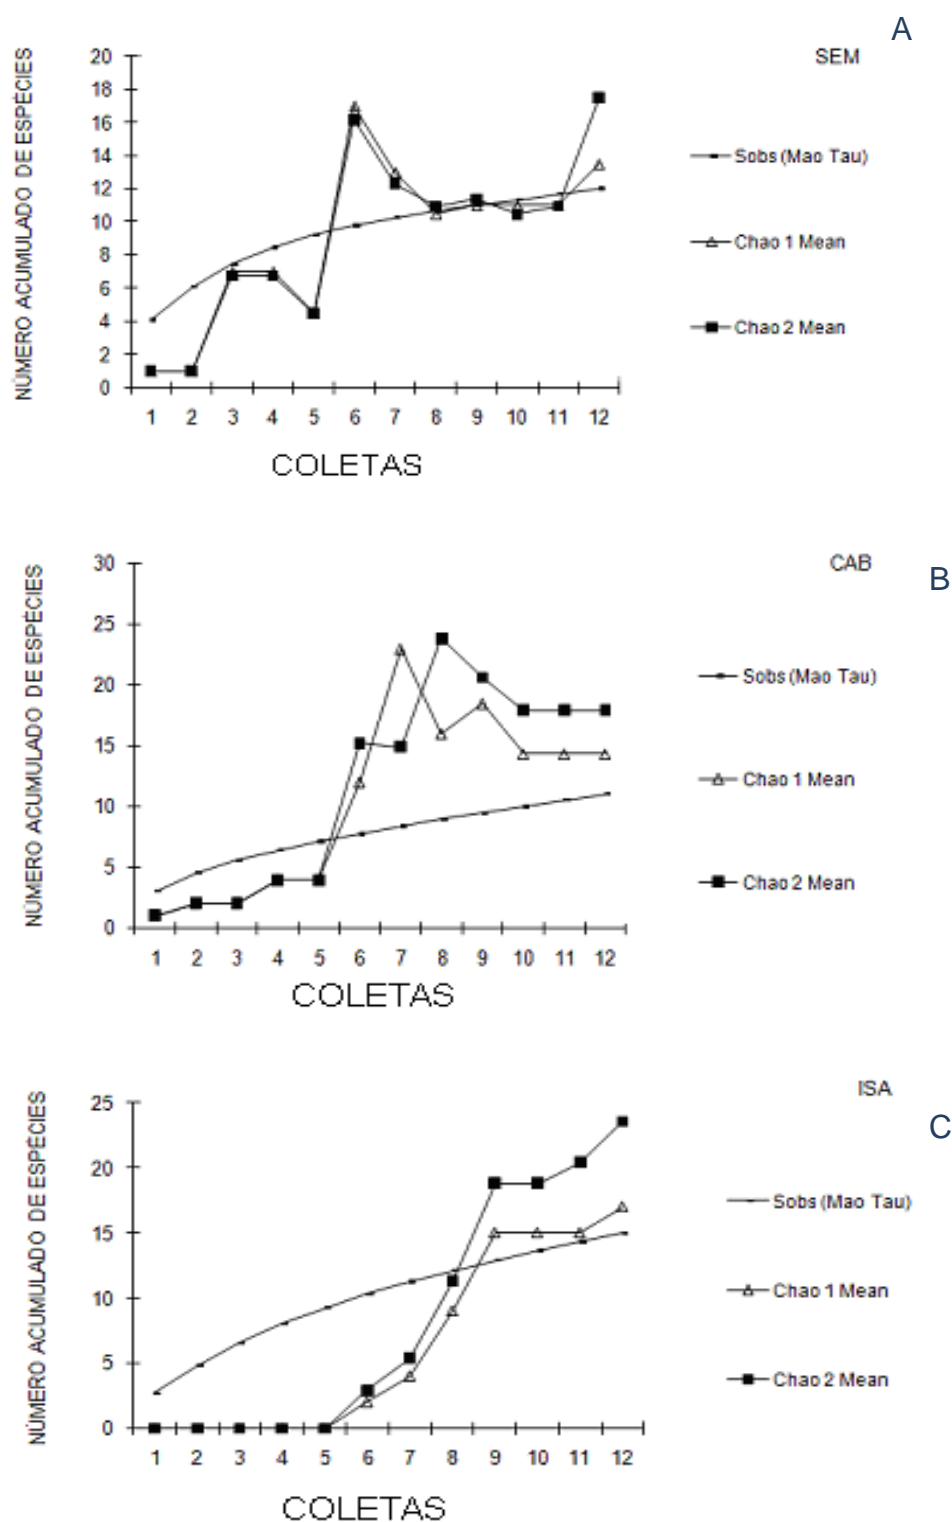 A
SEM
NÚMERO ACUMULADO DE ESPÉCIES
20
18
16
14
12
10
8
6
4
2
0
1 2 3 4 5 6 7 8 9 10 11 12
COLETAS
Sobs (Mao Tau)
Chao 1 Mean
Chao 2 Mean
B
CAB
NÚMERO ACUMULADO DE ESPÉCIES
30
25
20
15
10
5
0
1 2 3 4 5 6 7 8 9 10 11 12
COLETAS
Sobs (Mao Tau)
Chao 1 Mean
Chao 2 Mean
C
ISA
NÚMERO ACUMULADO DE ESPÉCIES
25
20
15
10
5
0
1 2 3 4 5 6 7 8 9 10 11 12
COLETAS
Sobs (Mao Tau)
Chao 1 Mean
Chao 2 Mean